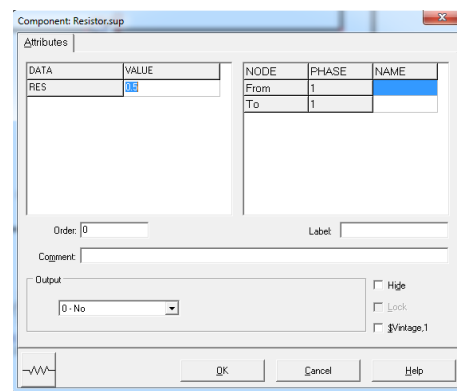 Component: Resistor.sup
Attributes
DATA VALUE
RES 0.5
NODE PHASE NAME
From 1
To 1
Order: 0
Label:
Comment:
Output
0 - No
Hide
Lock
$Vintage,1
OK Cancel Help